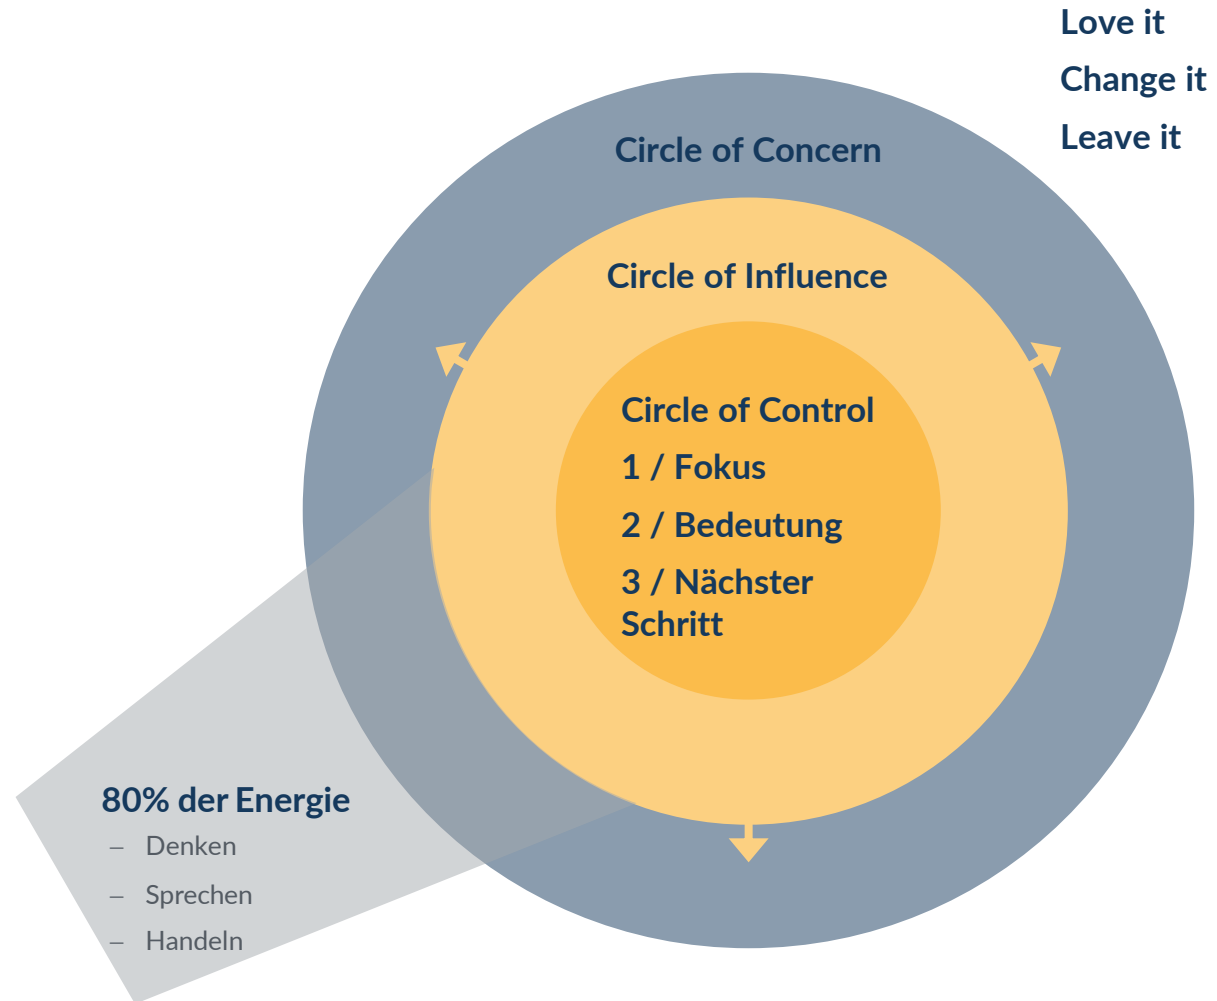 Love it
Change it
Leave it
Circle of Concern
Circle of Influence
Circle of Control
1 / Fokus
2 / Bedeutung
3 / Nächster
Schritt
80% der Energie
– Denken
– Sprechen
– Handeln